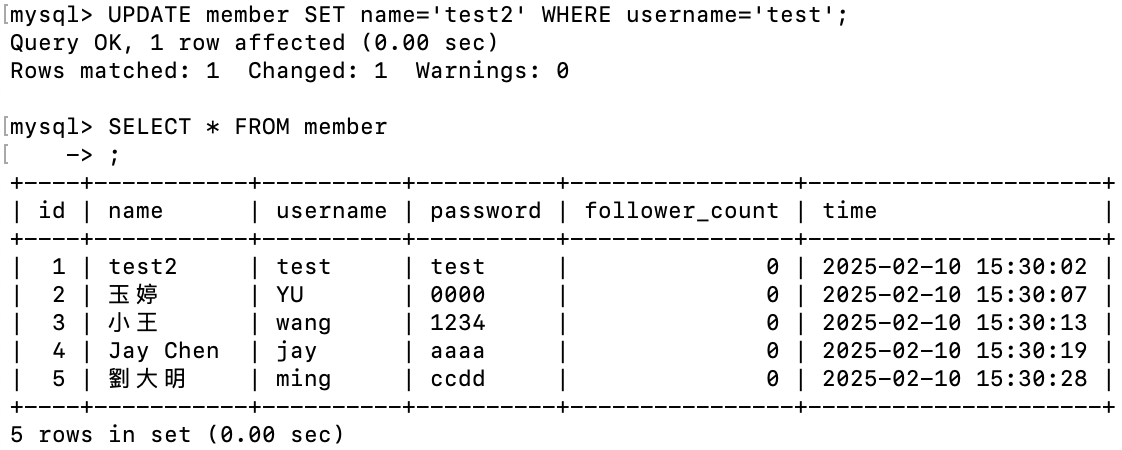 [mysql> UPDATE member SET name='test2' WHERE username='test';
Query OK, 1 row affected (0.00 sec)
Rows matched: 1  Changed: 1  Warnings: 0

[mysql> SELECT * FROM member
[    -> ;
+----+-----------+----------+----------+----------------+---------------------+
| id | name      | username | password | follower_count | time                |
+----+-----------+----------+----------+----------------+---------------------+
|  1 | test2     | test     | test     |              0 | 2025-02-10 15:30:02 |
|  2 | 玉婷      | YU       | 0000     |              0 | 2025-02-10 15:30:07 |
|  3 | 小王      | wang     | 1234     |              0 | 2025-02-10 15:30:13 |
|  4 | Jay Chen  | jay      | aaaa     |              0 | 2025-02-10 15:30:19 |
|  5 | 劉大明    | ming     | ccdd     |              0 | 2025-02-10 15:30:28 |
+----+-----------+----------+----------+----------------+---------------------+
5 rows in set (0.00 sec)